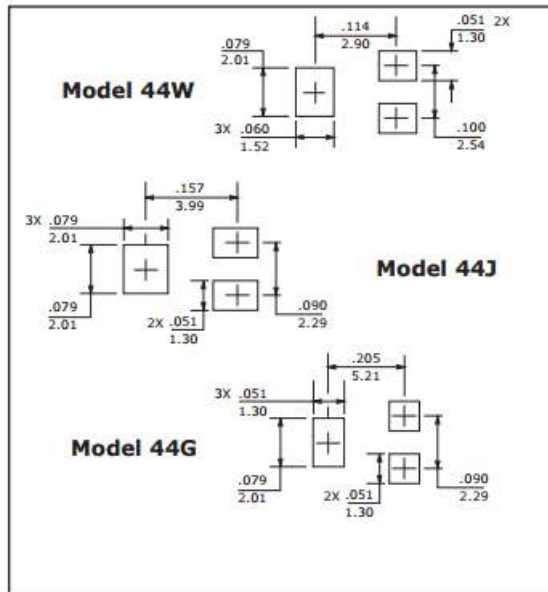 .114
2.90
.051 2X
1.30
.079
2.01
Model 44W
3X .060
1.52
.100
2.54
.157
3.99
3X .079
2.01
Model 44J
.079
2.01
2X .051
1.30
.090
2.29
.205
5.21
3X .051
1.30
Model 44G
.079
2.01
2X .051
1.30
.090
2.29